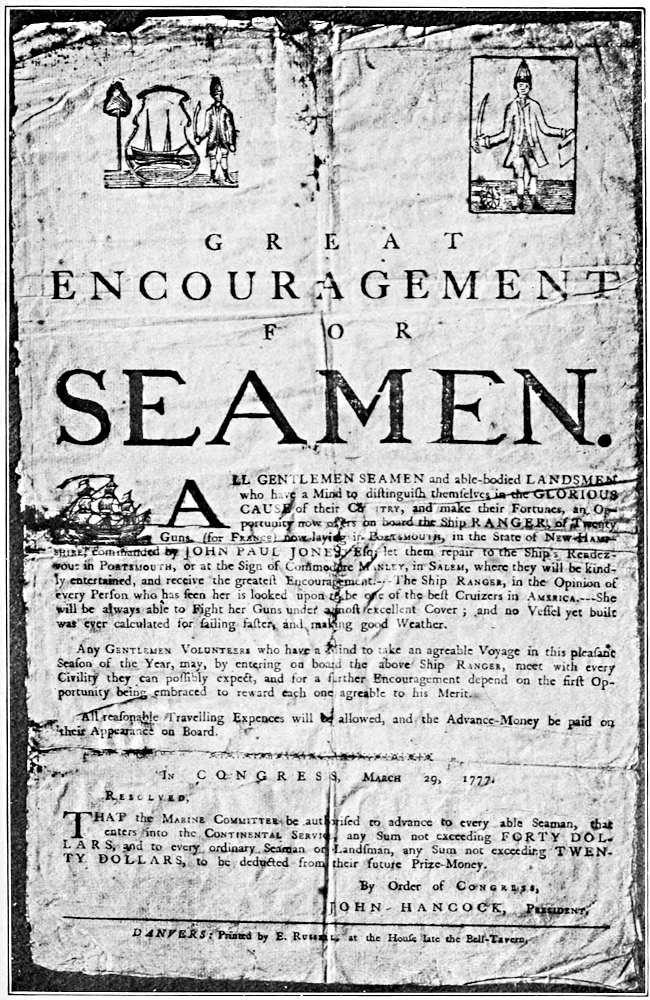 GREAT
ENCOURAGEMENT
FOR
SEAMEN.
ALL GENTLEMEN SEAMEN and able-bodied LANDSMEN
who have a Mind to diſtinguiſh themſelves in the GLORIOUS
CAUSE of their CO TRY, and make their Fortunes, an Op-
portunity now offers on board the Ship RANGER, of Twenty
Guns, (for FRANCE) now laying in PORTSMOUTH, in the State of NEW-HAMP-
SHIRE, commanded by JOHN PAUL JONES, Eſq; let them repair to the Ship's Rendez-
vous in PORTSMOUTH, or at the Sign of Commodore MANLEY, in SALEM, where they will be kind-
ly entertained, and receive the greateſt Encouragement.---The Ship RANGER, in the Opinion of
every Perſon who has ſeen her is looked upon to be one of the beſt Cruizers in AMERICA.---She
will be always able to Fight her Guns under a moſt excellent Cover; and no Veſſel yet built
was ever calculated for ſailing faſter, and making good Weather.
Any GENTLEMEN VOLUNTEERS who have a Mind to take an agreable Voyage in this pleaſant
Seaſon of the Year, may, by entering on board the above Ship RANGER, meet with every
Civility they can poſſibly expect, and for a further Encouragement depend on the firſt Op-
portunity being embraced to reward each one agreable to his Merit.
All reaſonable Travelling Expences will be allowed, and the Advance-Money be paid on
their Appearance on Board.
IN CONGRESS, MARCH 29, 1777.
RESOLVED,
THAT the MARINE COMMITTEE be authoriſed to advance to every able Seaman, that
enters into the CONTINENTAL SERVICE, any Sum not exceeding FORTY DOL-
LARS, and to every ordinary Seaman or Landſman, any Sum not exceeding TWEN-
TY DOLLARS, to be deducted from their future Prize-Money.
By Order of CONGRESS,
JOHN-HANCOCK, PRESIDENT.
DANVERS: Printed by E. RUSSELL, at the Houſe late the Bell-Tavern.